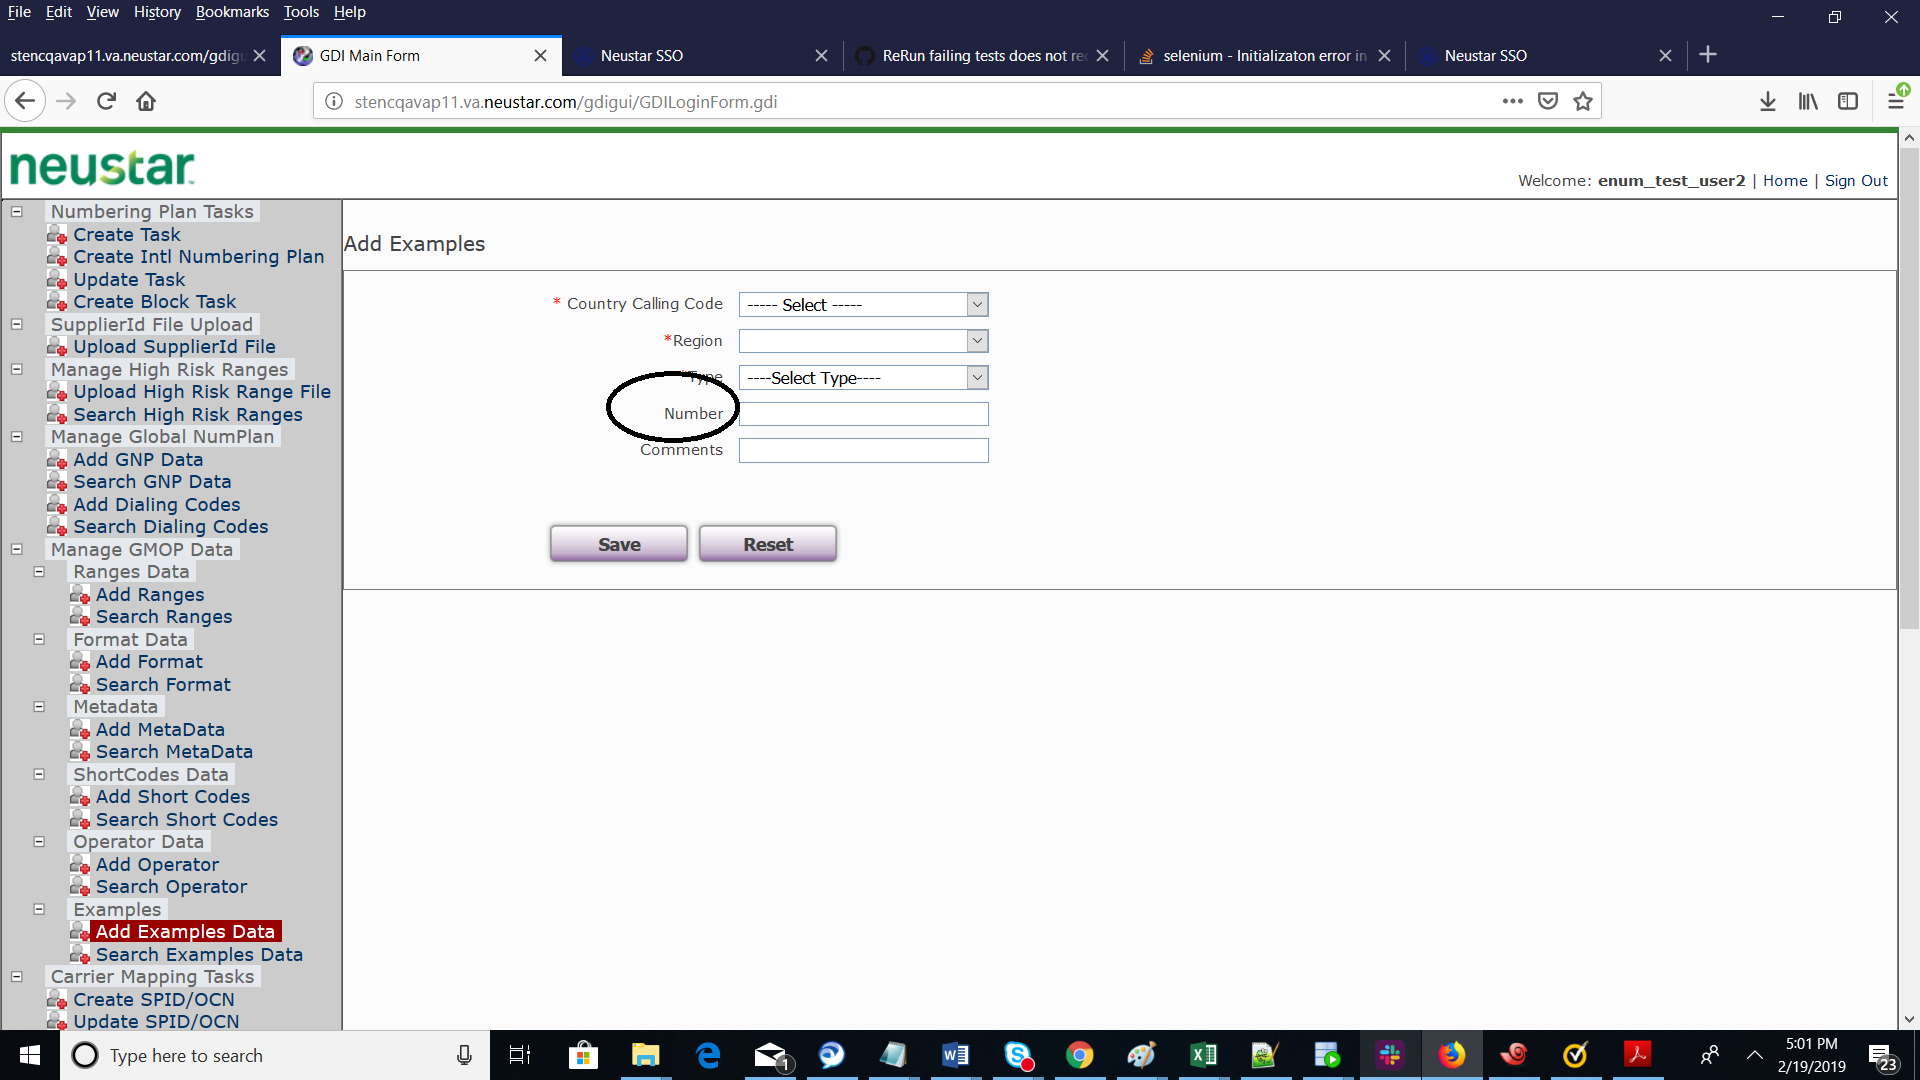 File Edit View History Bookmarks Tools Help
stencqavap11.va.neustar.com/gdigu
GDI Main Form
Neustar SSO
ReRun failing tests does not re
selenium - Initializaton error in
Neustar SSO
stencqavap11.va.neustar.com/gdigui/GDILoginForm.gdi
neustar
Welcome: enum_test_user2 | Home | Sign Out
Numbering Plan Tasks
Create Task
Create Intl Numbering Plan
Update Task
Create Block Task
SupplierId File Upload
Upload SupplierId File
Manage High Risk Ranges
Upload High Risk Range File
Search High Risk Ranges
Manage Global NumPlan
Add GNP Data
Search GNP Data
Add Dialing Codes
Search Dialing Codes
Manage GMOP Data
Ranges Data
Add Ranges
Search Ranges
Format Data
Add Format
Search Format
Metadata
Add MetaData
Search MetaData
ShortCodes Data
Add Short Codes
Search Short Codes
Operator Data
Add Operator
Search Operator
Examples
Add Examples Data
Search Examples Data
Carrier Mapping Tasks
Create SPID/OCN
Update SPID/OCN
Add Examples
* Country Calling Code ----- Select -----
*Region
Type ----Select Type----
Number
Comments
Save Reset
Type here to search
1
5:01 PM
2/19/2019
23